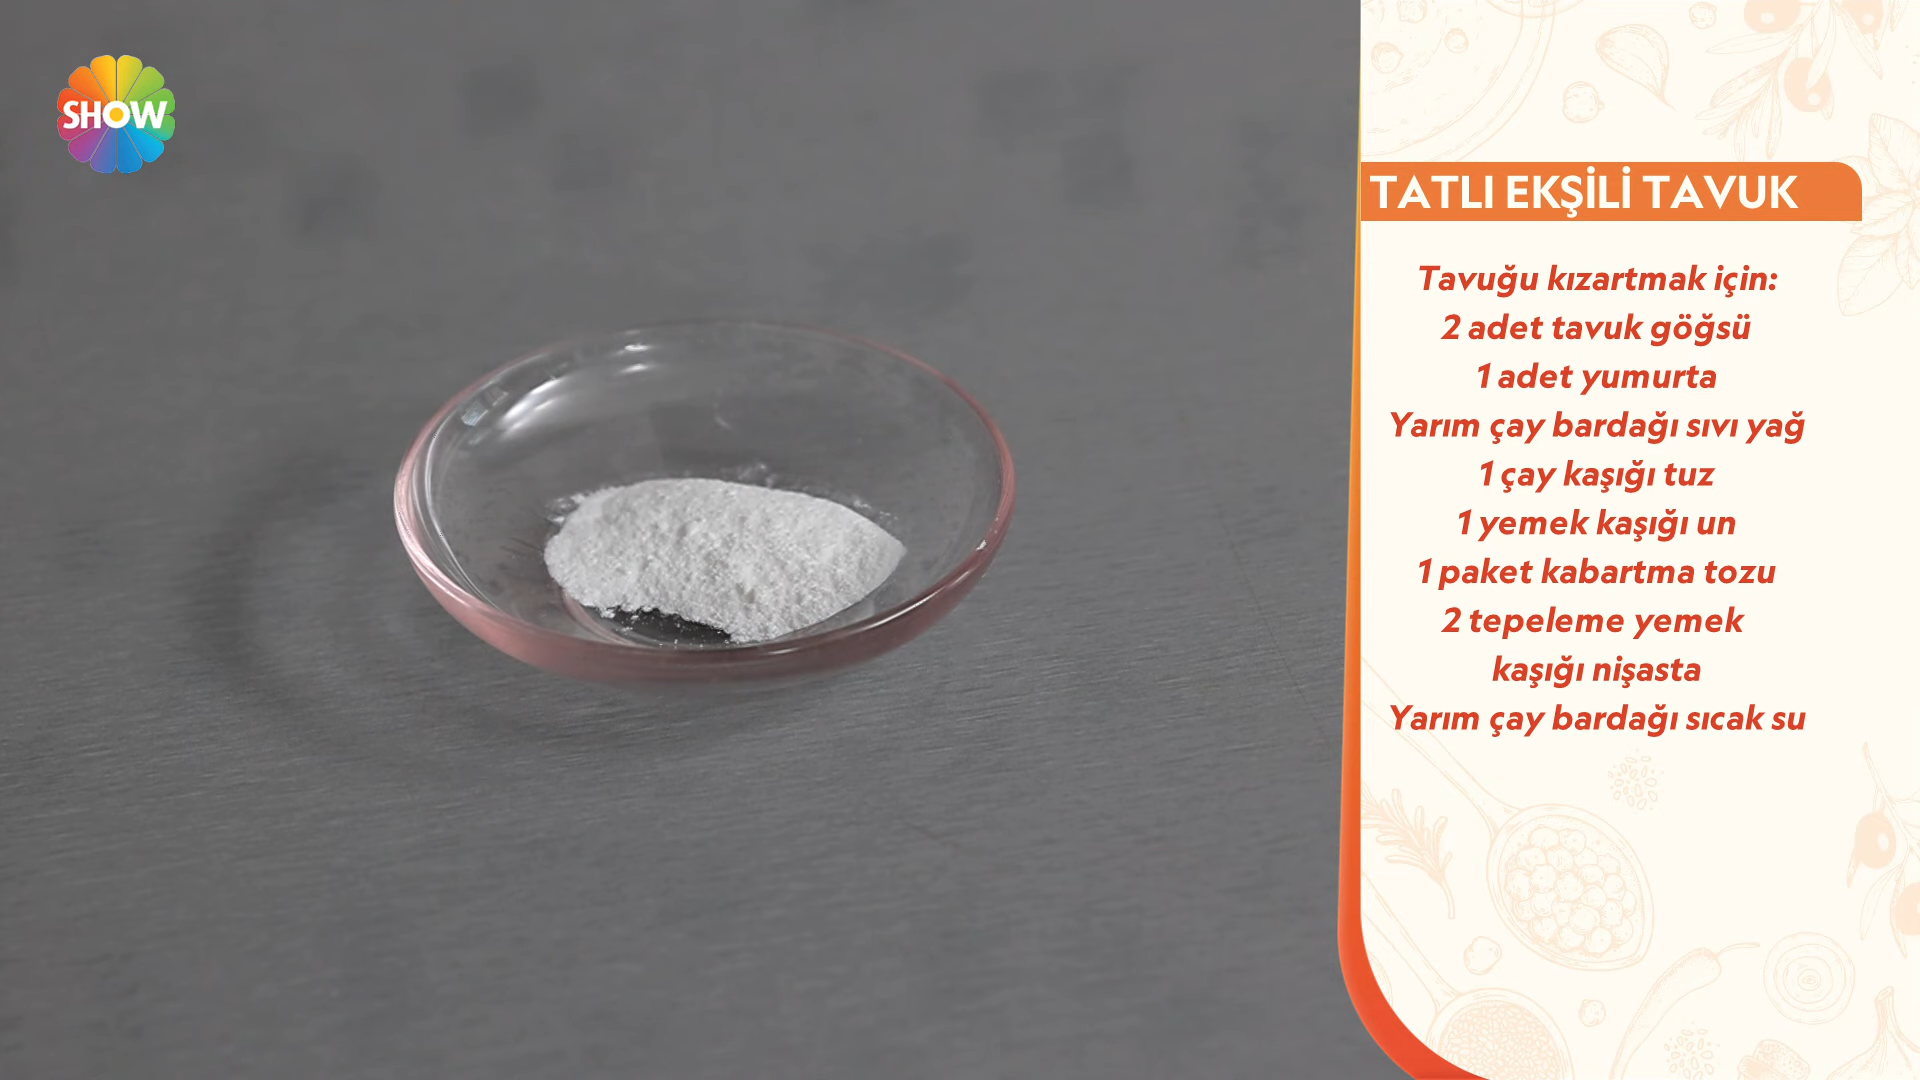 SHOW
TATLI EKŞİLİ TAVUK
Tavuğu kızartmak için:
2 adet tavuk göğsü
1 adet yumurta
Yarım çay bardağı sıvı yağ
1 çay kaşığı tuz
1 yemek kaşığı un
1 paket kabartma tozu
2 tepeleme yemek
kaşığı nişasta
Yarım çay bardağı sıcak su